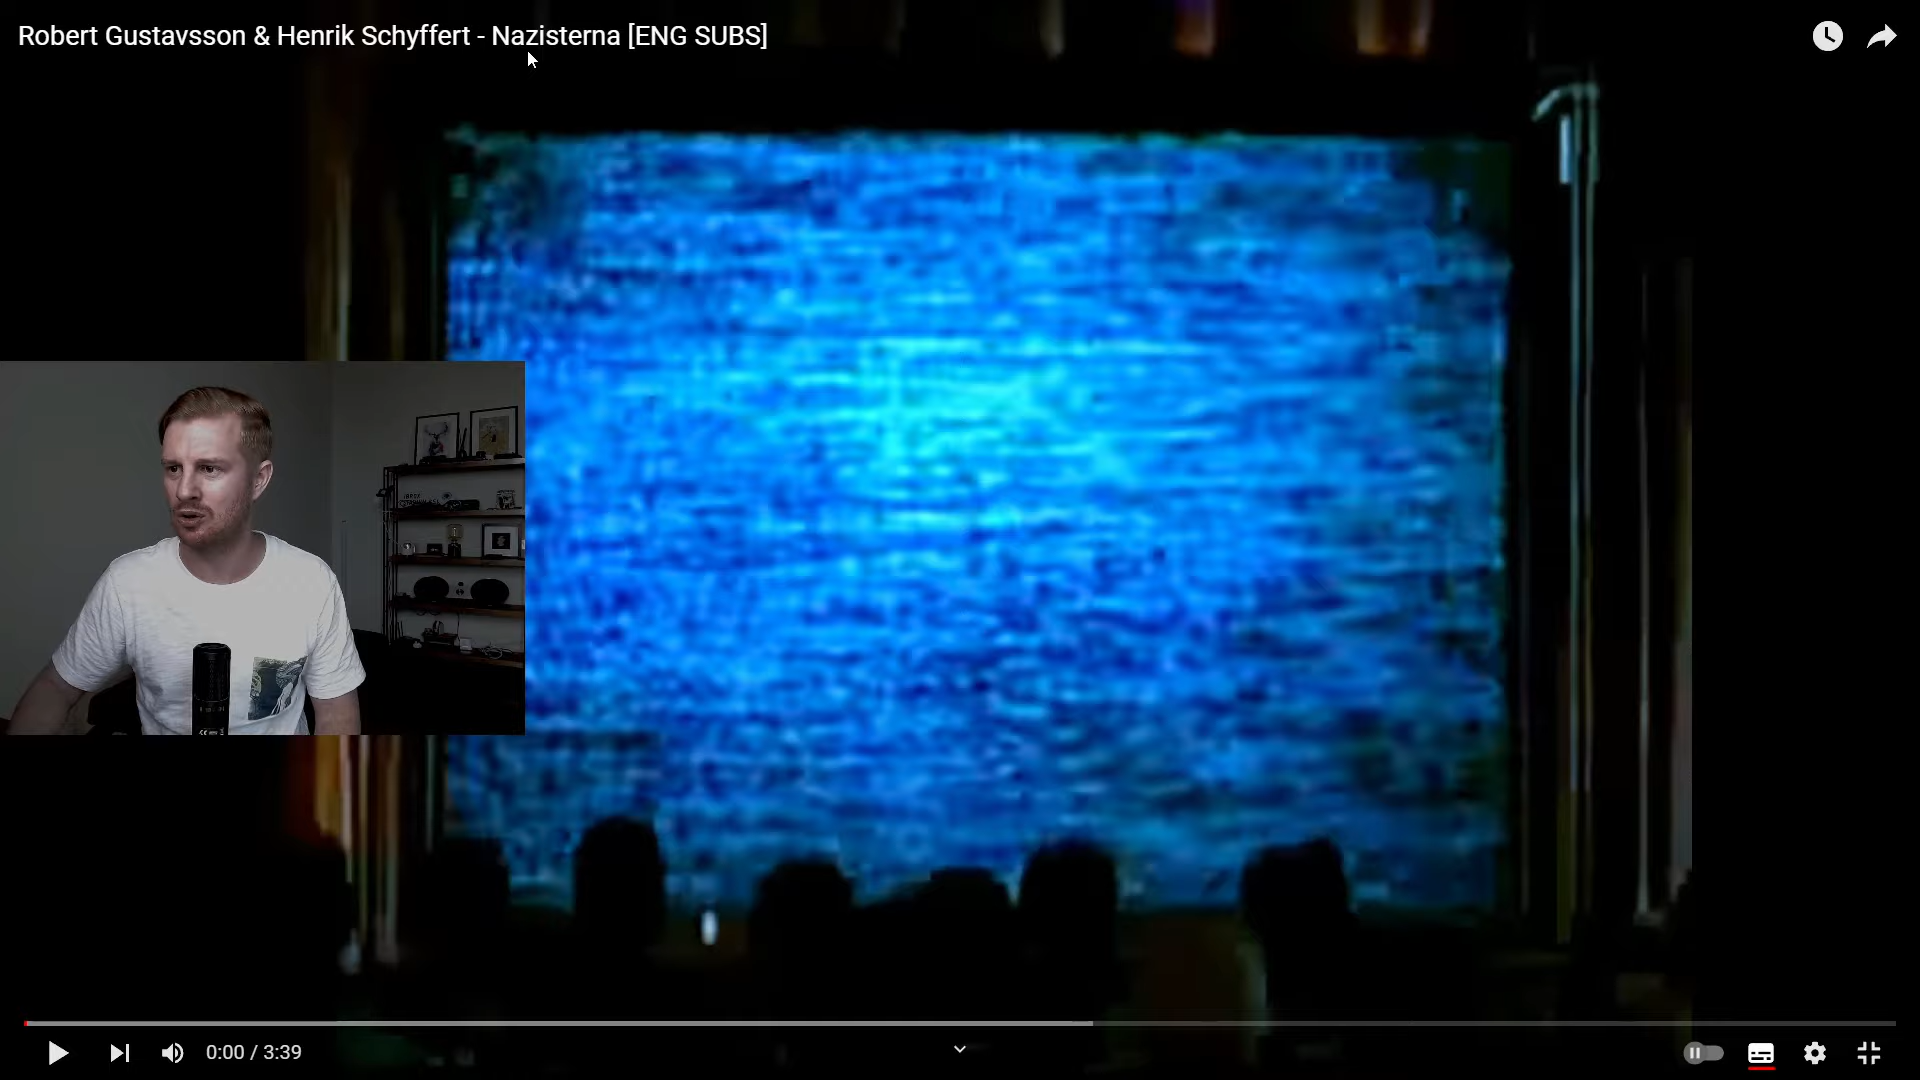 Robert Gustavsson & Henrik Schyffert - Nazisterna [ENG SUBS]
0:00 / 3:39